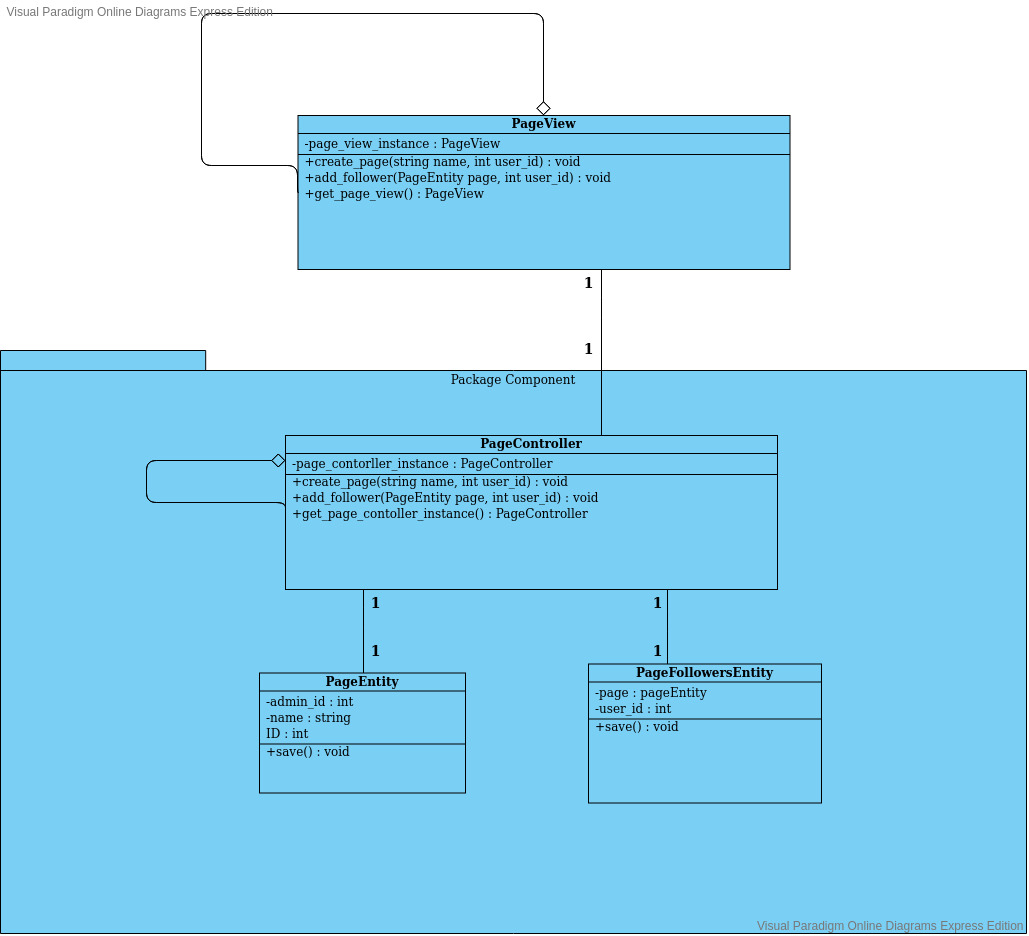 Visual Paradigm Online Diagrams Express Edition
PageView
-page_view_instance : PageView
+create_page(string name, int user_id) : void
+add_follower(PageEntity page, int user_id) : void
+get_page_view() : PageView
1
1
Package Component
PageController
-page_contorller_instance : PageController
+create_page(string name, int user_id) : void
+add_follower(PageEntity page, int user_id) : void
+get_page_contoller_instance() : PageController
1
1
1
1
PageEntity
-admin_id : int
-name : string
ID : int
+save() : void
PageFollowersEntity
-page : pageEntity
-user_id : int
+save() : void
Visual Paradigm Online Diagrams Express Edition